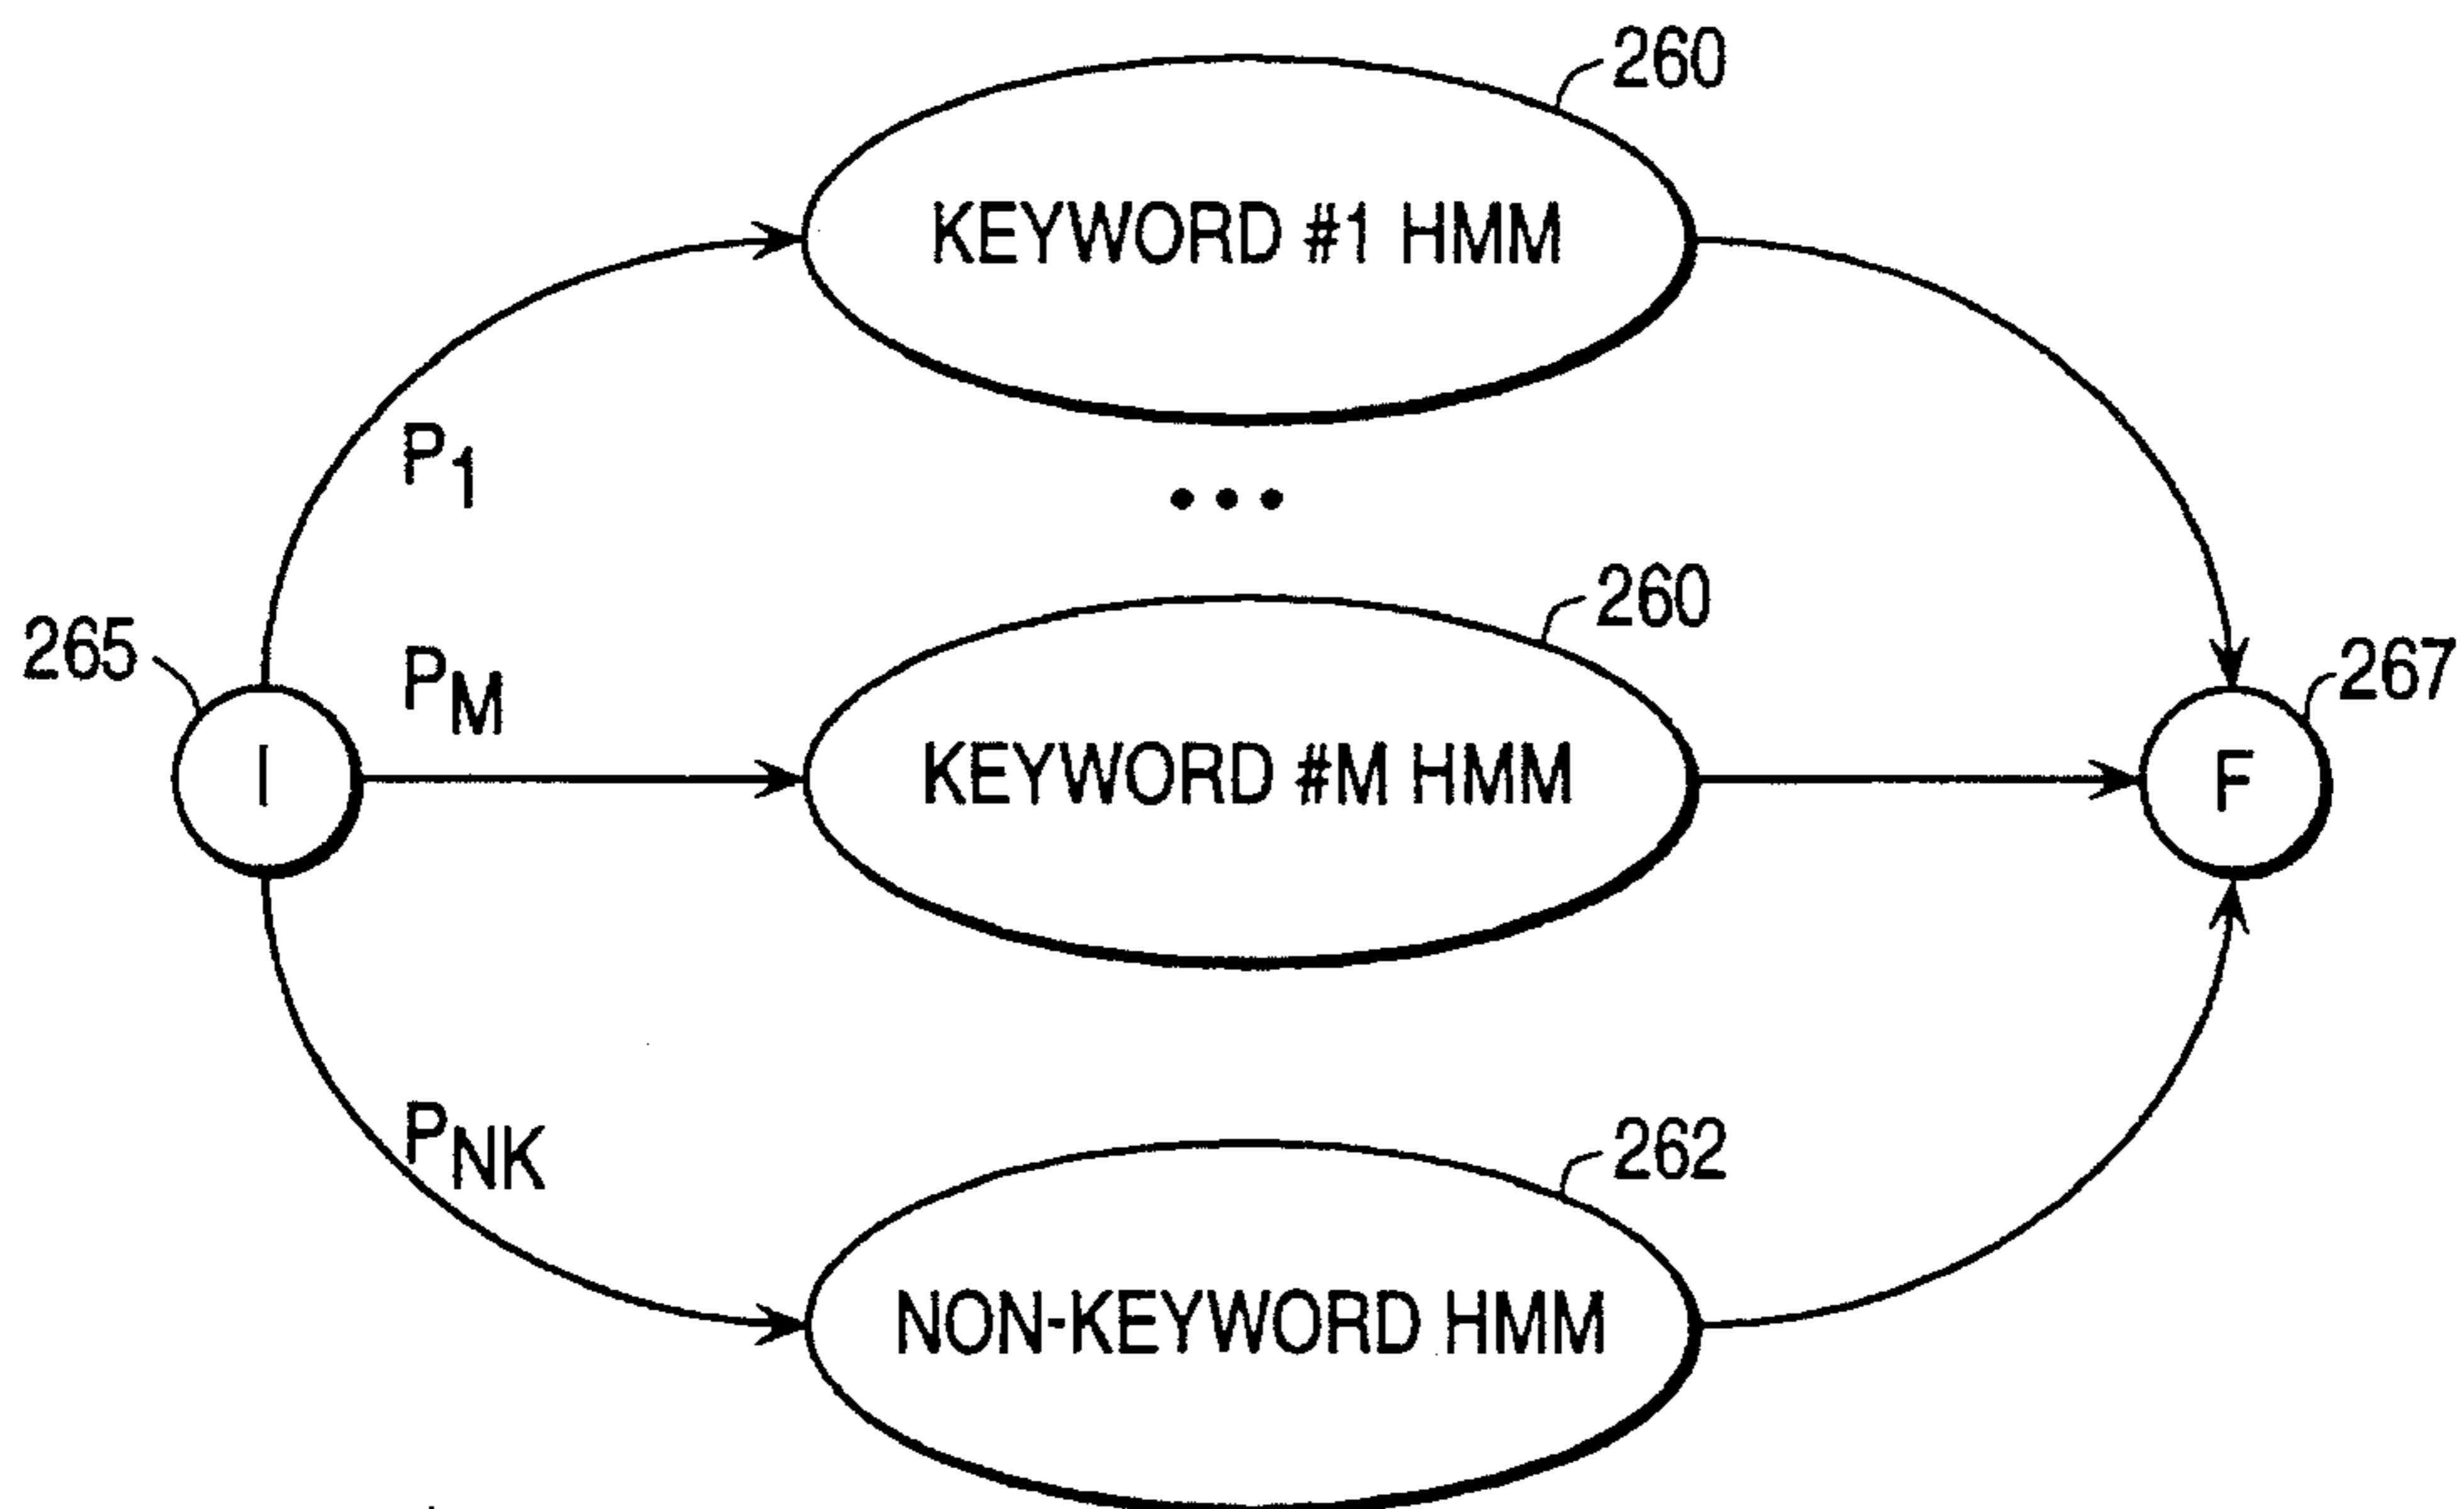 260
KEYWORD #1 HMM
P1
•••
260
265
PM
267
I
KEYWORD #M HMM
F
PNK
262
NON-KEYWORD HMM